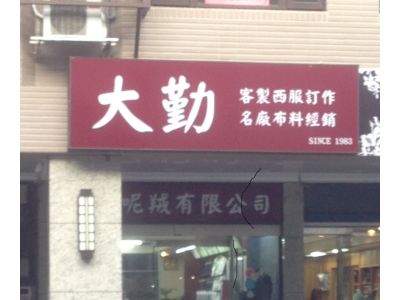 大勤
客製西服訂作
名廠布料經銷
SINCE 1983
呢羢有限公司